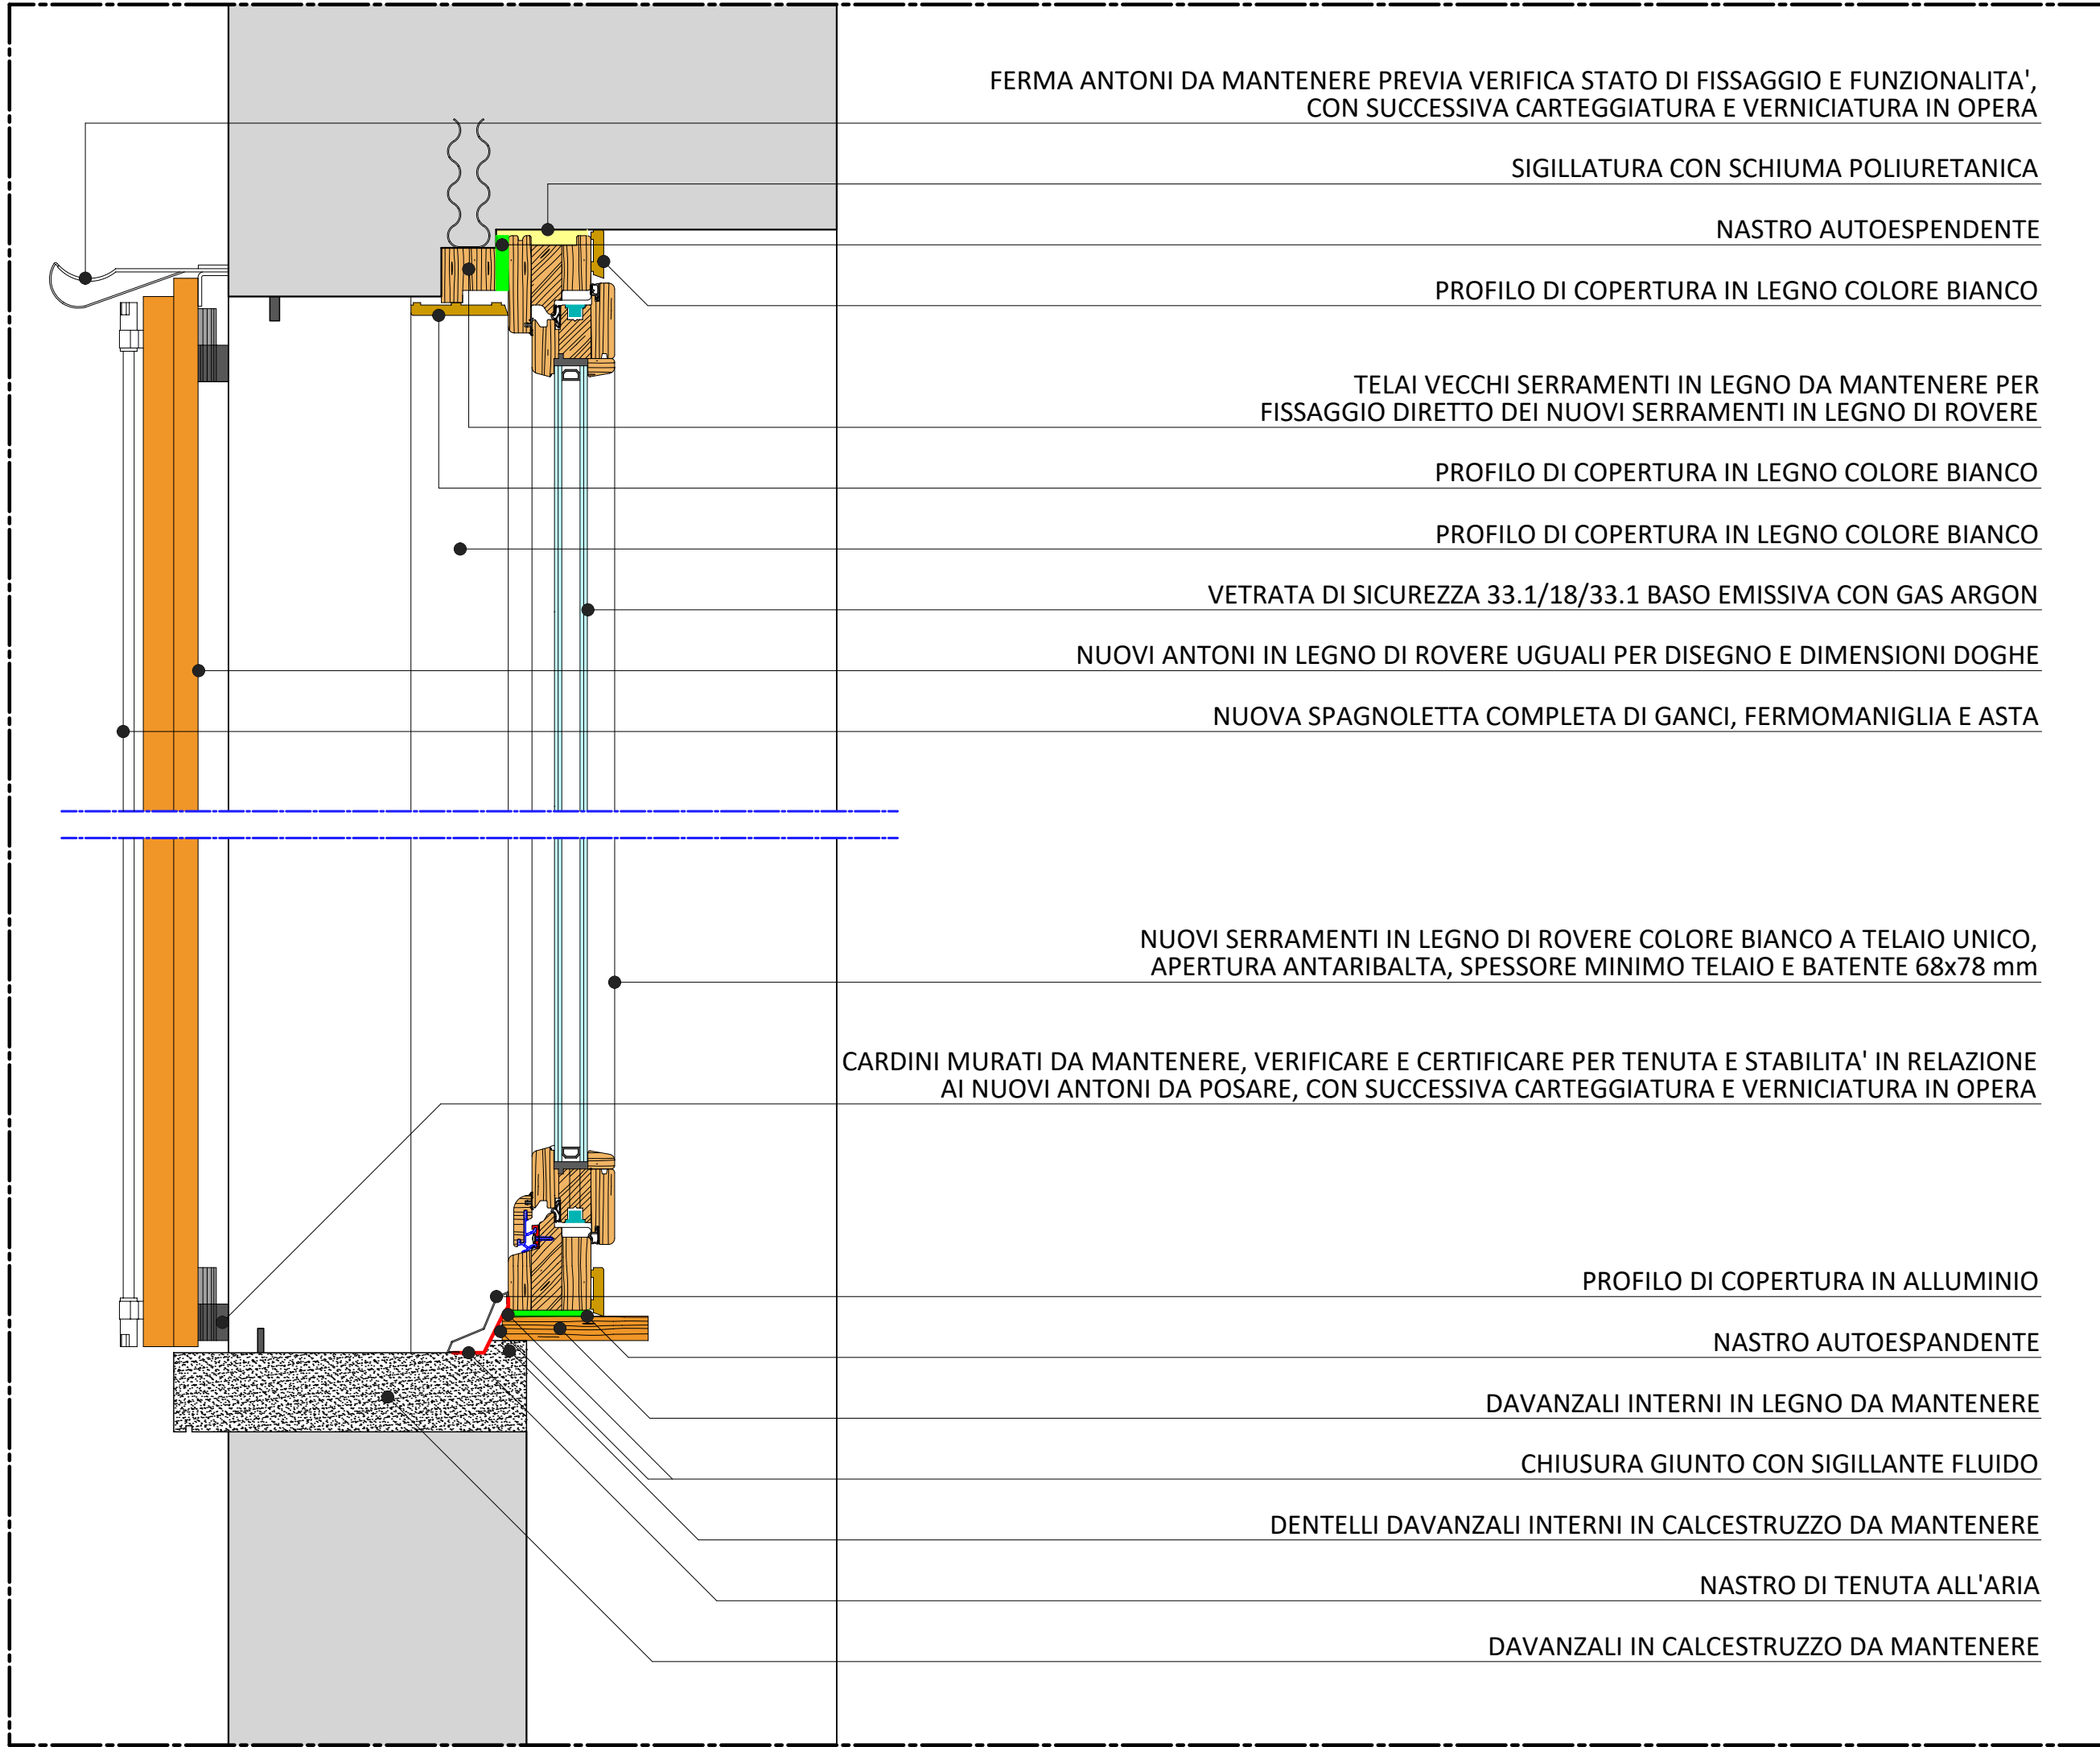 FERMA ANTONI DA MANTENERE PREVIA VERIFICA STATO DI FISSAGGIO E FUNZIONALITA',
CON SUCCESSIVA CARTEGGIATURA E VERNICIATURA IN OPERA
SIGILLATURA CON SCHIUMA POLIURETANICA
NASTRO AUTOESPENDENTE
PROFILO DI COPERTURA IN LEGNO COLORE BIANCO
TELAI VECCHI SERRAMENTI IN LEGNO DA MANTENERE PER
FISSAGGIO DIRETTO DEI NUOVI SERRAMENTI IN LEGNO DI ROVERE
PROFILO DI COPERTURA IN LEGNO COLORE BIANCO
PROFILO DI COPERTURA IN LEGNO COLORE BIANCO
VETRATA DI SICUREZZA 33.1/18/33.1 BASO EMISSIVA CON GAS ARGON
NUOVI ANTONI IN LEGNO DI ROVERE UGUALI PER DISEGNO E DIMENSIONI DOGHE
NUOVA SPAGNOLETTA COMPLETA DI GANCI, FERMOMANIGLIA E ASTA
NUOVI SERRAMENTI IN LEGNO DI ROVERE COLORE BIANCO A TELAIO UNICO,
APERTURA ANTARIBALTA, SPESSORE MINIMO TELAIO E BATENTE 68x78 mm
CARDINI MURATI DA MANTENERE, VERIFICARE E CERTIFICARE PER TENUTA E STABILITA' IN RELAZIONE
AI NUOVI ANTONI DA POSARE, CON SUCCESSIVA CARTEGGIATURA E VERNICIATURA IN OPERA
PROFILO DI COPERTURA IN ALLUMINIO
NASTRO AUTOESPANDENTE
DAVANZALI INTERNI IN LEGNO DA MANTENERE
CHIUSURA GIUNTO CON SIGILLANTE FLUIDO
DENTELLI DAVANZALI INTERNI IN CALCESTRUZZO DA MANTENERE
NASTRO DI TENUTA ALL'ARIA
DAVANZALI IN CALCESTRUZZO DA MANTENERE